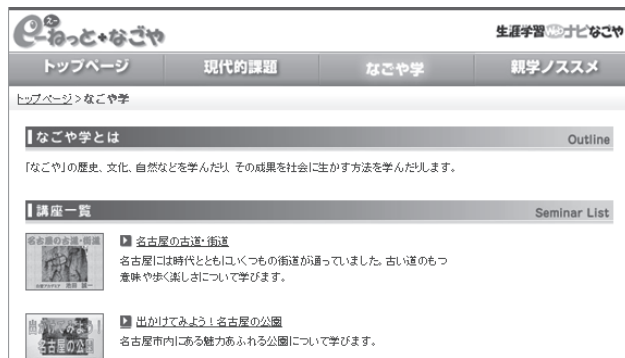 e-ねっと・なごや
生涯学習Webナビなごや
トップページ 現代的課題 なごや学 親学ノススメ
トップページ>なごや学
なごや学とは Outline
「なごや」の歴史、文化、自然などを学んだり、その成果を社会に生かす方法を学んだりします。
講座一覧 Seminar List
名古屋の古道・街道
名古屋の古道・街道
名古屋には時代とともにいくつもの街道が通っていました。古い道のもつ
意味や歩く楽しさについて学びます。
出かけてみよう!
名古屋の公園
出かけてみよう!名古屋の公園
名古屋市内にある魅力あふれる公園について学びます。